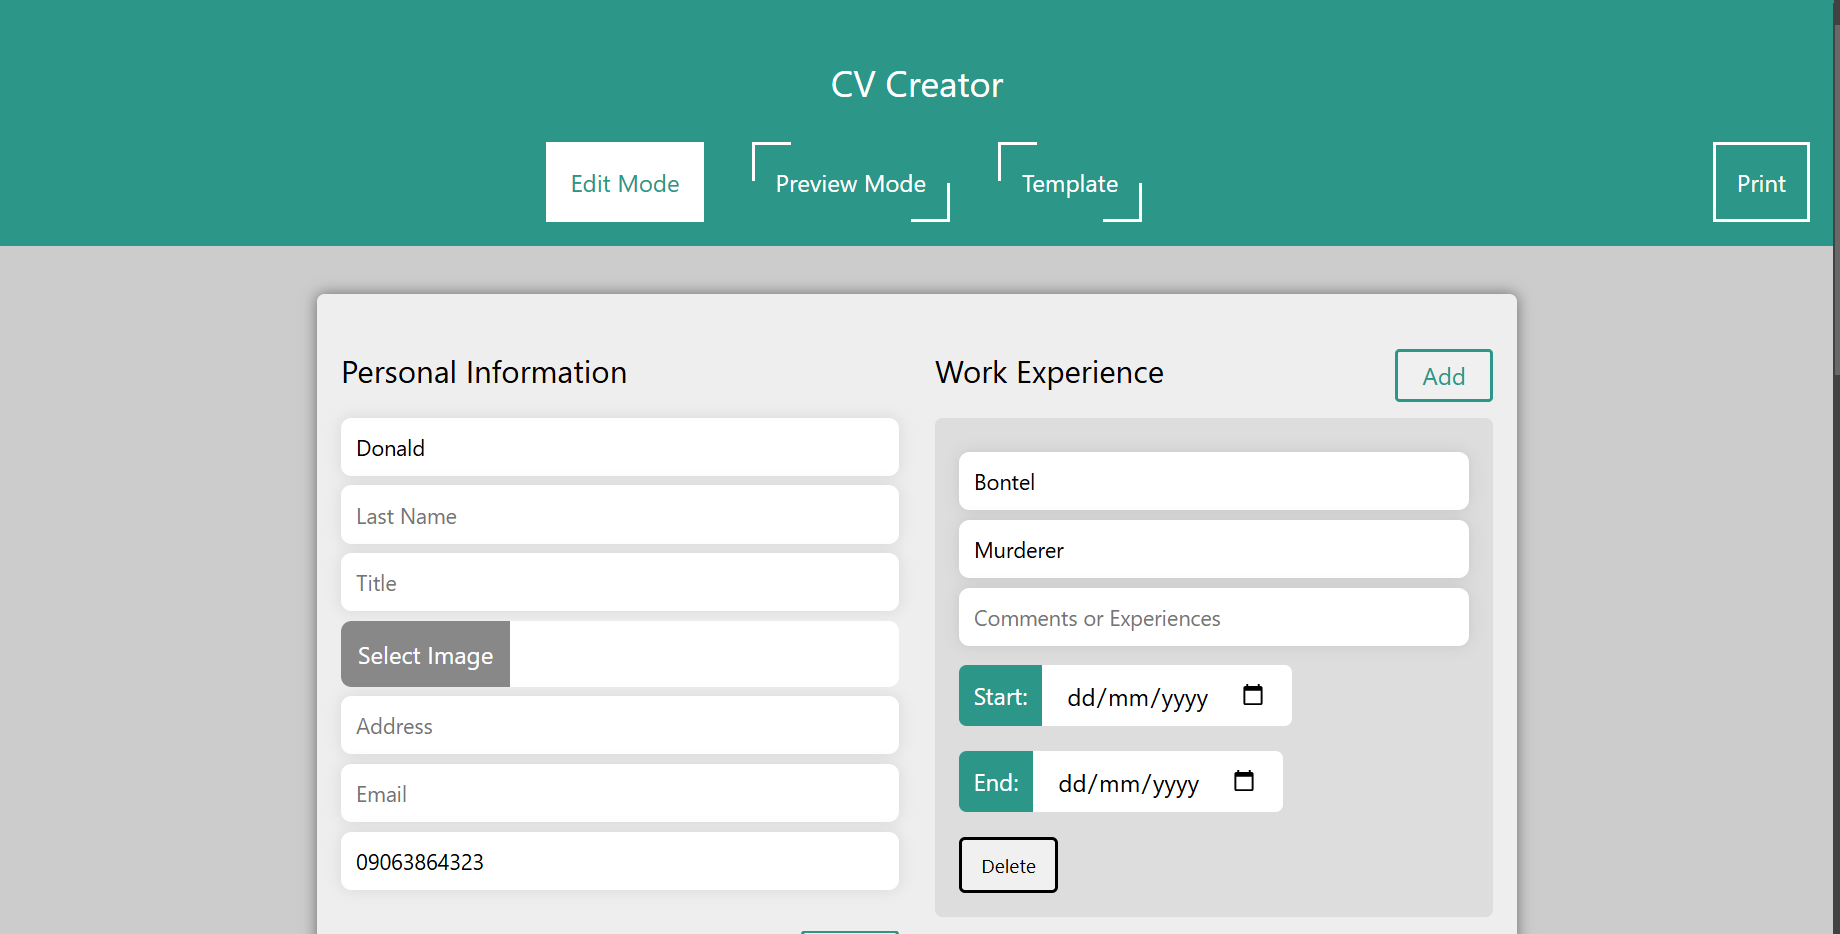 CV Creator
Edit Mode
Preview Mode
Template
Print
Personal Information
Donald
Last Name
Title
Select Image
Address
Email
09063864323
Work Experience
Add
Bontel
Murderer
Comments or Experiences
Start: dd/mm/yyyy
End: dd/mm/yyyy
Delete